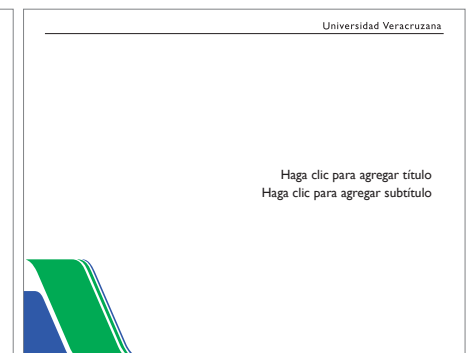 Universidad Veracruzana
Haga clic para agregar título
Haga clic para agregar subtítulo